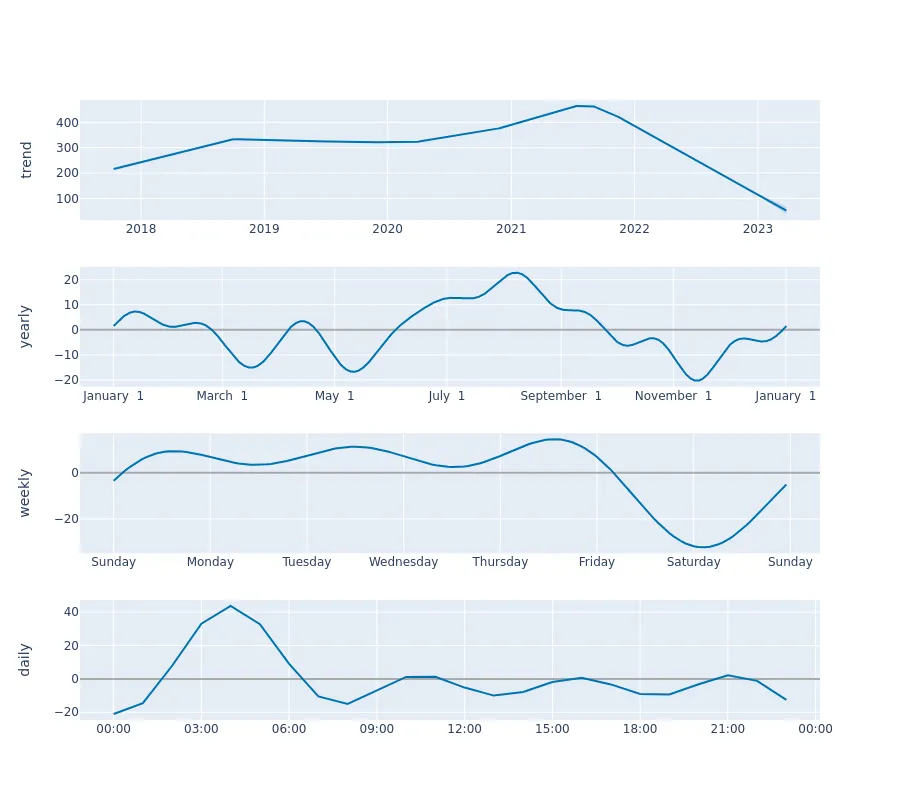 trend
400
300
200
100
2018 2019 2020 2021 2022 2023
yearly
20
10
0
−10
−20
January 1 March 1 May 1 July 1 September 1 November 1 January 1
weekly
0
−20
Sunday Monday Tuesday Wednesday Thursday Friday Saturday Sunday
daily
40
20
0
−20
00:00 03:00 06:00 09:00 12:00 15:00 18:00 21:00 00:00